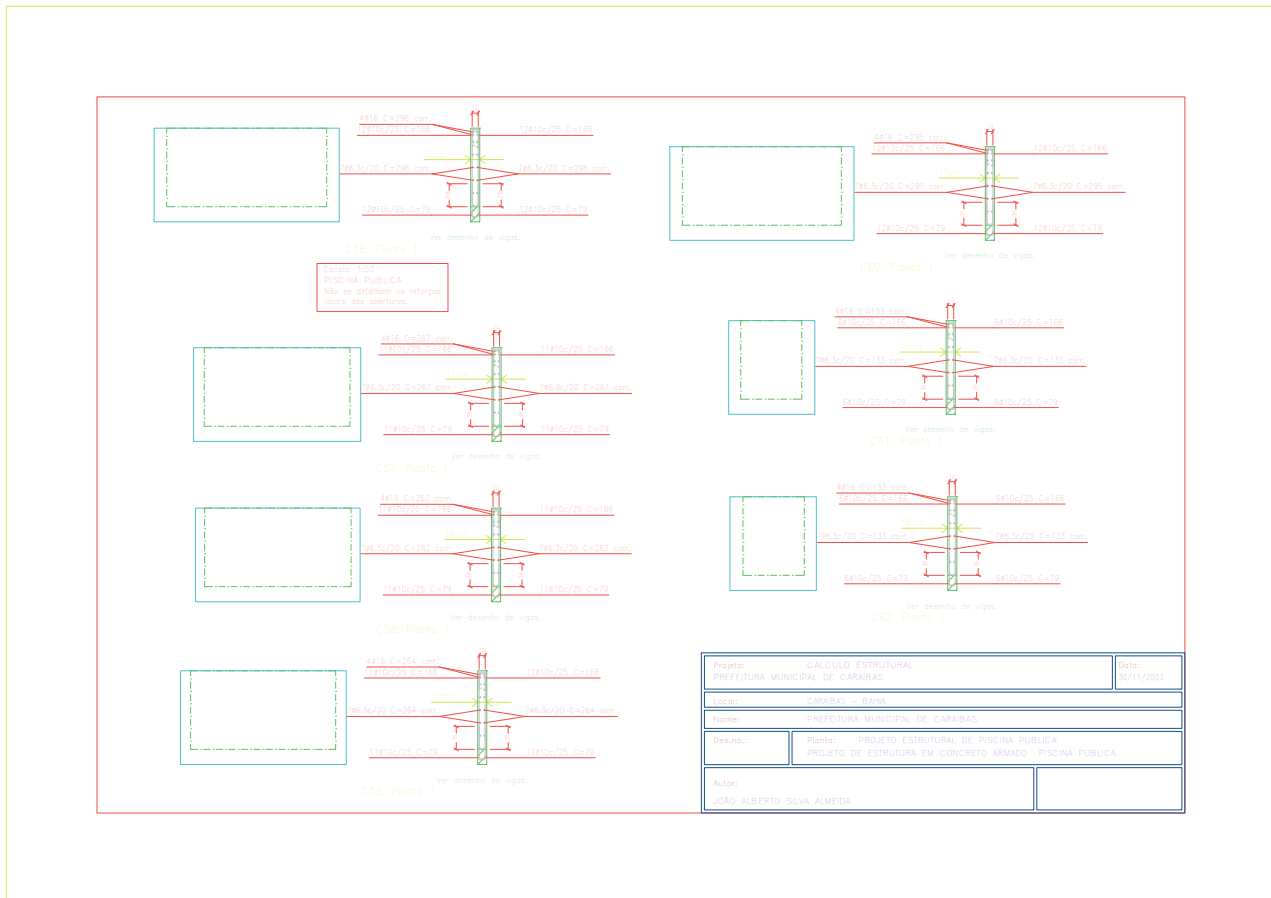 4Ø16 C=296 corr.
12Ø10c/25 C=166
12Ø10c/25 C=166
15cm.
7Ø6.3c/20 C=296 corr.
7Ø6.3c/20 C=296 corr.
12Ø10c/25 C=79
12Ø10c/25 C=79
Ver desenho de vigas.
C56: Planta 1
Escala: 1:50
PISCINA PUBLICA
Não se detalham os reforços
locais das aberturas.
4Ø16 C=267 corr.
11Ø10c/25 C=166
11Ø10c/25 C=166
15cm.
7Ø6.3c/20 C=267 corr.
7Ø6.3c/20 C=267 corr.
11Ø10c/25 C=79
11Ø10c/25 C=79
Ver desenho de vigas.
C57: Planta 1
4Ø16 C=262 corr.
11Ø10c/25 C=166
11Ø10c/25 C=166
15cm.
7Ø6.3c/20 C=262 corr.
7Ø6.3c/20 C=262 corr.
11Ø10c/25 C=79
11Ø10c/25 C=79
Ver desenho de vigas.
C58: Planta 1
4Ø16 C=264 corr.
11Ø10c/25 C=166
11Ø10c/25 C=166
15cm.
7Ø6.3c/20 C=264 corr.
7Ø6.3c/20 C=264 corr.
11Ø10c/25 C=79
11Ø10c/25 C=79
Ver desenho de vigas.
C59: Planta 1
4Ø16 C=295 corr.
12Ø10c/25 C=166
12Ø10c/25 C=166
15cm.
7Ø6.3c/20 C=295 corr.
7Ø6.3c/20 C=295 corr.
12Ø10c/25 C=79
12Ø10c/25 C=79
Ver desenho de vigas.
C60: Planta 1
4Ø16 C=133 corr.
6Ø10c/25 C=166
6Ø10c/25 C=166
15cm.
7Ø6.3c/20 C=133 corr.
7Ø6.3c/20 C=133 corr.
6Ø10c/25 C=79
6Ø10c/25 C=79
Ver desenho de vigas.
C61: Planta 1
4Ø16 C=133 corr.
6Ø10c/25 C=166
6Ø10c/25 C=166
15cm.
7Ø6.3c/20 C=133 corr.
7Ø6.3c/20 C=133 corr.
6Ø10c/25 C=79
6Ø10c/25 C=79
Ver desenho de vigas.
C62: Planta 1
Projeto: CALCULO ESTRUTURAL
PREFEITURA MUNICIPAL DE CARAIBAS
Data:
30/11/2023
Local: CARAIBAS - BAHIA
Nome: PREFEITURA MUNICIPAL DE CARAIBAS
Des.no.:
Planta: PROJETO ESTRUTURAL DE PISCINA PUBLICA
PROJETO DE ESTRUTURA EM CONCRETO ARMADO PISCINA PUBLICA
Autor:
JOÃO ALBERTO SILVA ALMEIDA